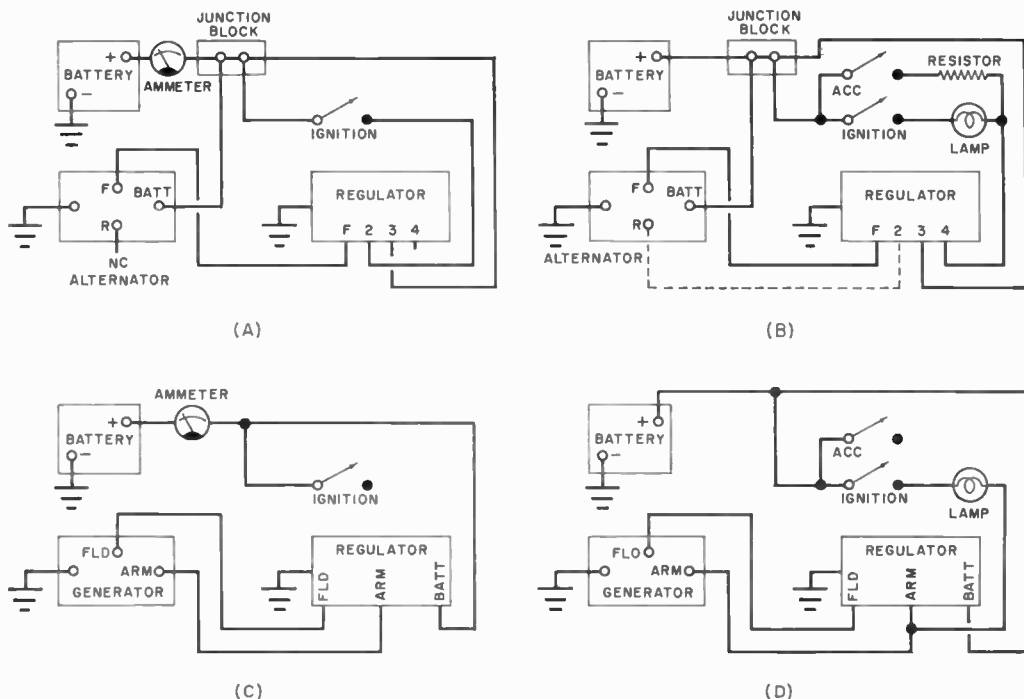 JUNCTION
BLOCK
+
BATTERY
-
AMMETER
IGNITION
F
BATT
R
NC
ALTERNATOR
REGULATOR
F 2 3 4
(A)
JUNCTION
BLOCK
+
BATTERY
-
ACC
RESISTOR
IGNITION
LAMP
F
BATT
R
ALTERNATOR
REGULATOR
F 2 3 4
(B)
AMMETER
+
BATTERY
-
IGNITION
FLD
ARM
GENERATOR
REGULATOR
FLD ARM BATT
(C)
+
BATTERY
-
ACC
IGNITION
LAMP
FLD
ARM
GENERATOR
REGULATOR
FLD ARM BATT
(D)